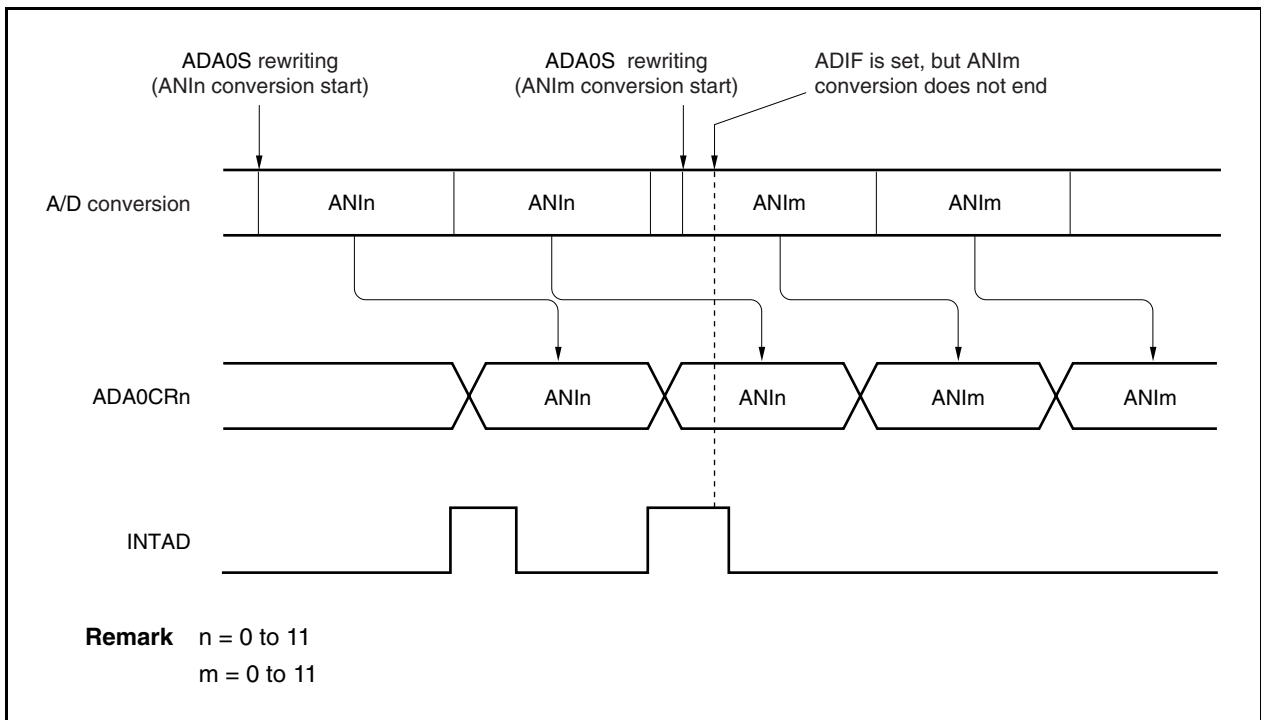 ADA0S rewriting
(ANIn conversion start)
ADA0S rewriting
(ANIm conversion start)
ADIF is set, but ANIm
conversion does not end
A/D conversion
ANIn
ANIn
ANIm
ANIm
ADA0CRn
ANIn
ANIn
ANIm
ANIm
INTAD
Remark n = 0 to 11
m = 0 to 11